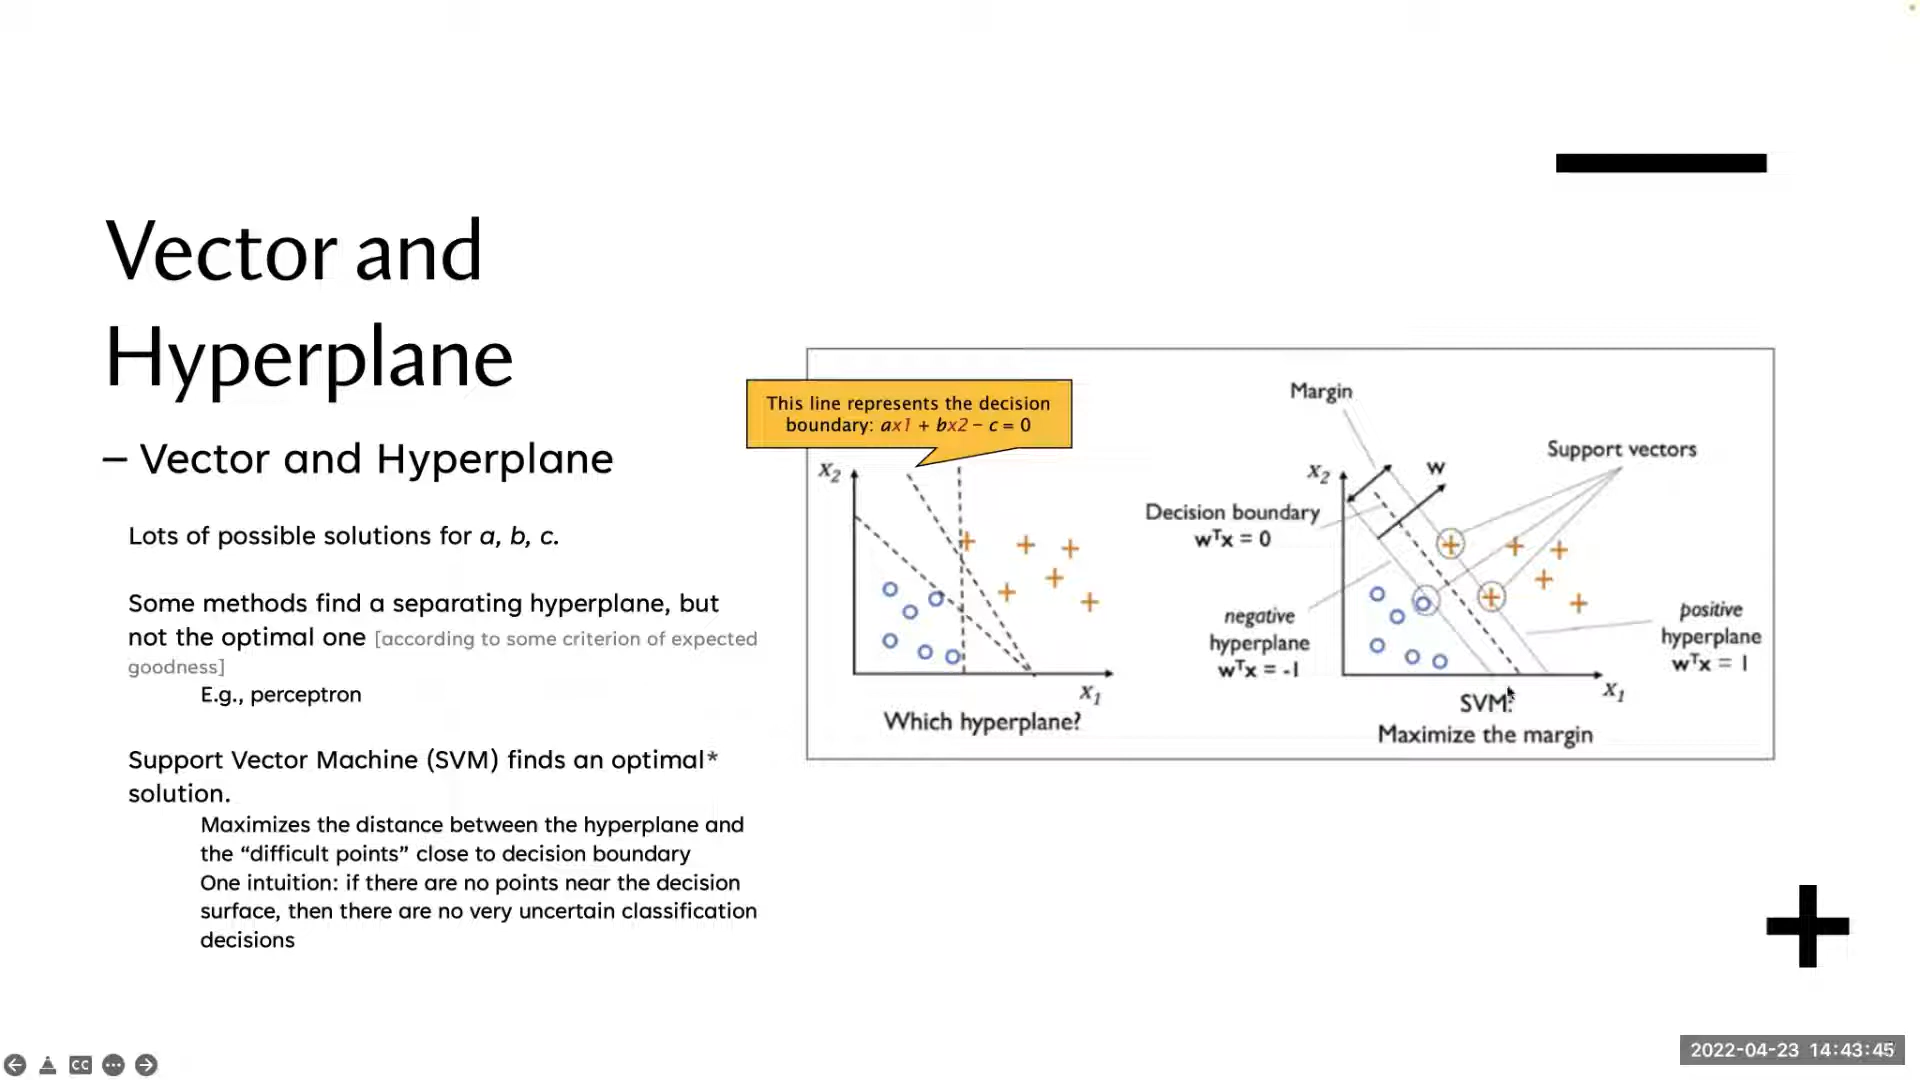 Vector and
Hyperplane
– Vector and Hyperplane
Lots of possible solutions for a, b, c.
Some methods find a separating hyperplane, but
not the optimal one [according to some criterion of expected
goodness]
E.g., perceptron
Support Vector Machine (SVM) finds an optimal*
solution.
Maximizes the distance between the hyperplane and
the “difficult points” close to decision boundary
One intuition: if there are no points near the decision
surface, then there are no very uncertain classification
decisions
This line represents the decision
boundary: ax1 + bx2 − c = 0
x2
x1
Which hyperplane?
Margin
Support vectors
x2
w
Decision boundary
wᵀx = 0
negative
hyperplane
wᵀx = -1
positive
hyperplane
wᵀx = 1
x1
SVM:
Maximize the margin
CC
2022-04-23 14:43:45